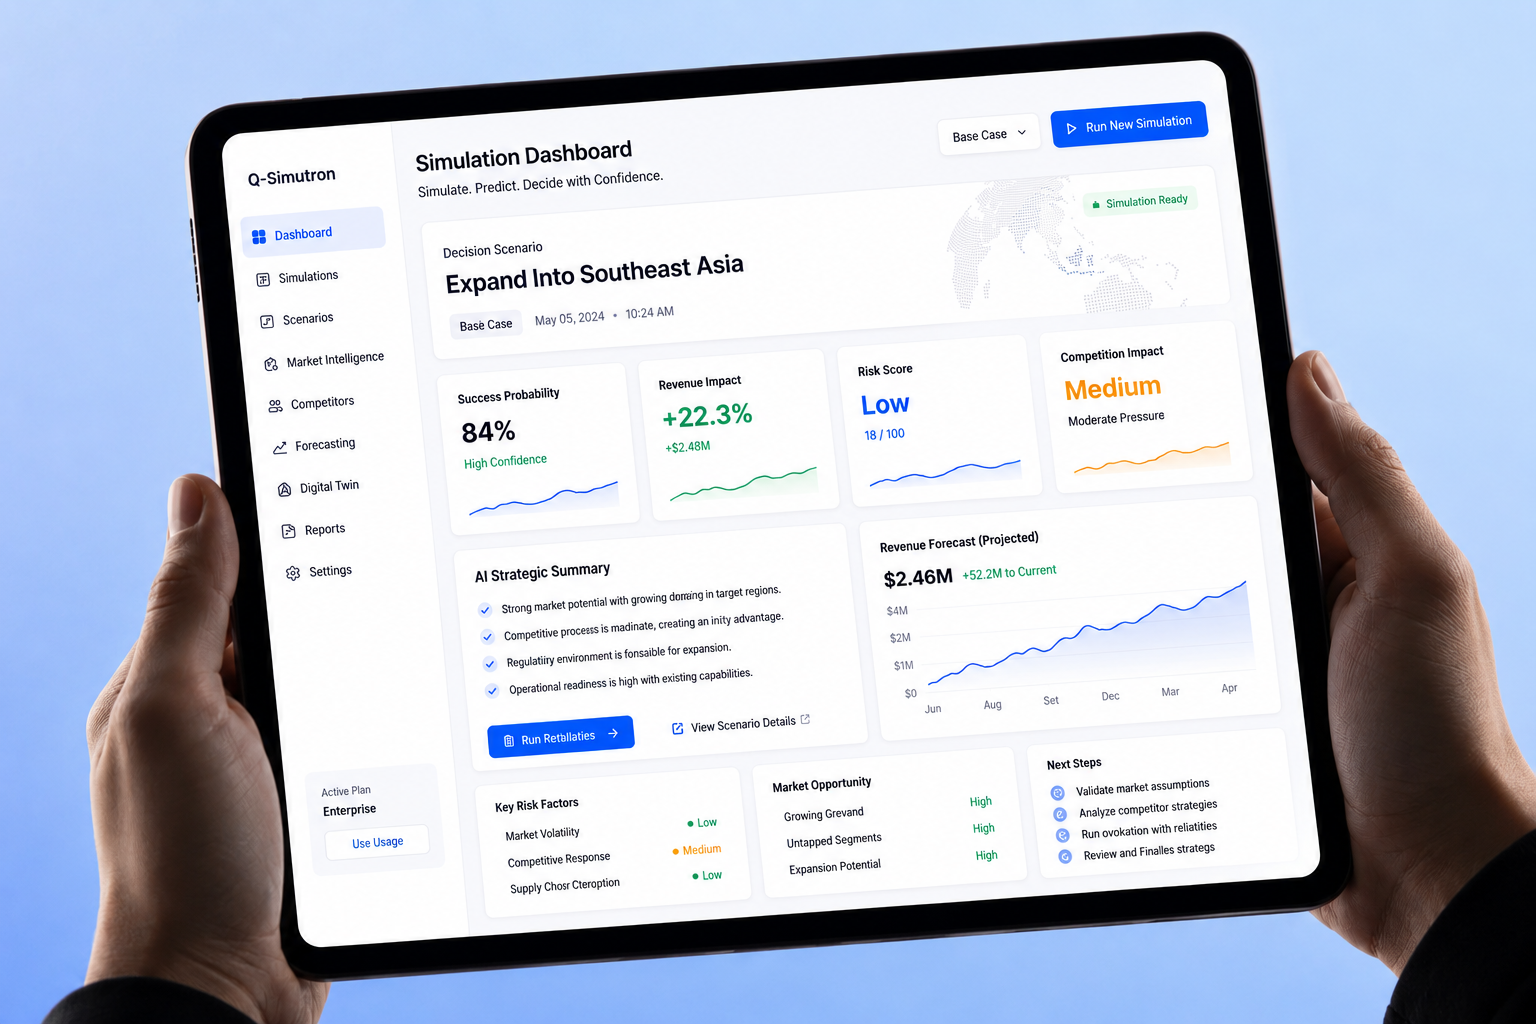 Q-Simutron
Dashboard
Simulations
Scenarios
Market Intelligence
Competitors
Forecasting
Digital Twin
Reports
Settings
Active Plan
Enterprise
Use Usage
Simulation Dashboard
Simulate. Predict. Decide with Confidence.
Base Case
Run New Simulation
Decision Scenario
Expand Into Southeast Asia
Simulation Ready
Base Case
May 05, 2024 • 10:24 AM
Success Probability
84%
High Confidence
Revenue Impact
+22.3%
+$2.48M
Risk Score
Low
18 / 100
Competition Impact
Medium
Moderate Pressure
AI Strategic Summary
Strong market potential with growing in target regions.
Competitive process is madinate, creating an inity advantage.
Regulatiry environment is fonsaible for expansion.
Operational readiness is high with existing capabilities.
Run Retallaties
View Scenario Details
Revenue Forecast (Projected)
$2.46M +52.2M to Current
$4M
$2M
$1M
$0
Jun Aug Set Dec Mar Apr
Key Risk Factors
Market Volatility Low
Competitive Response Medium
Supply Chosr Cteroption Low
Market Opportunity
Growing Grevand High
Untapped Segments High
Expansion Potential High
Next Steps
Validate market assumptions
Analyze competitor strategies
Run ovokation with reliatities
Review and Finalles strategs